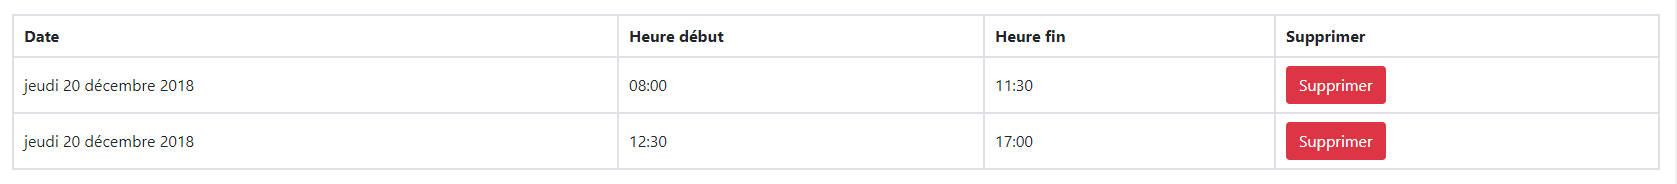 Date Heure début Heure fin Supprimer
jeudi 20 décembre 2018 08:00 11:30 Supprimer
jeudi 20 décembre 2018 12:30 17:00 Supprimer